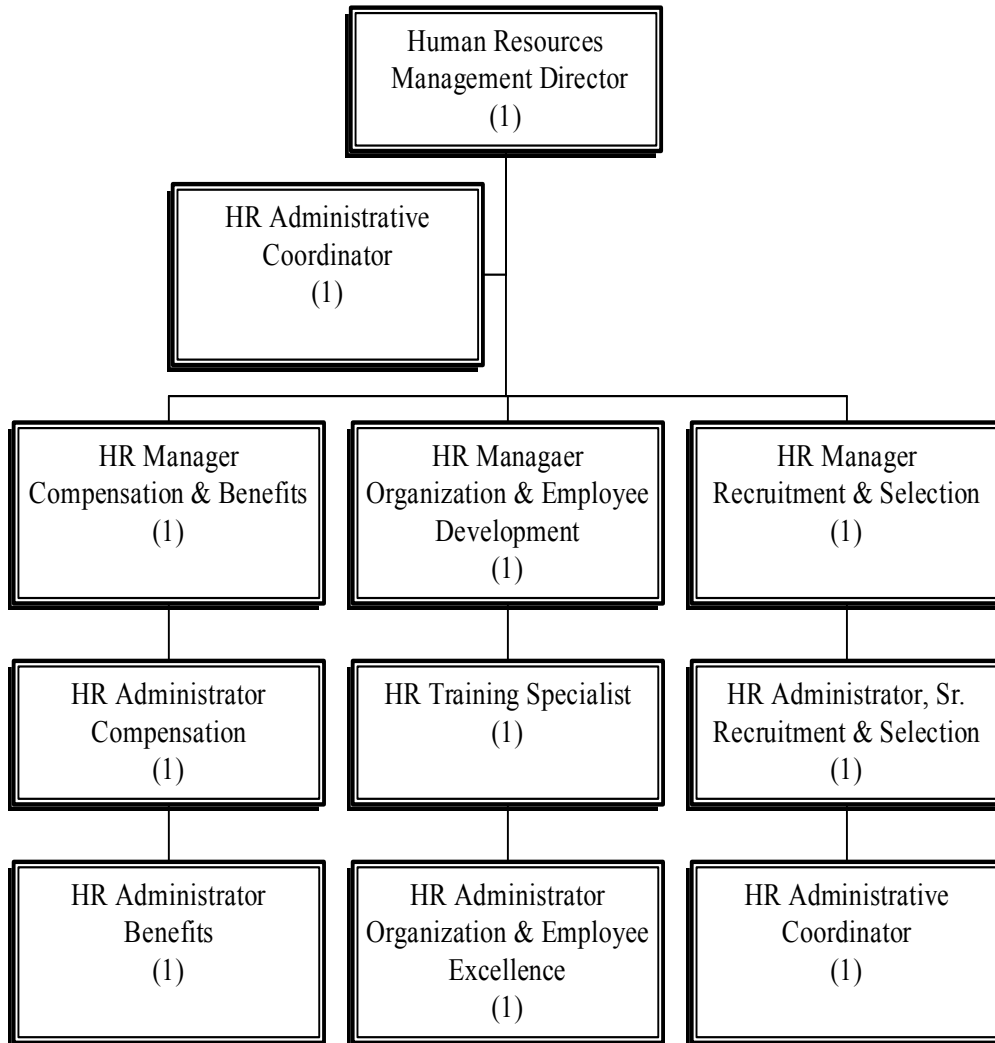 Human Resources
Management Director
(1)
HR Administrative
Coordinator
(1)
HR Manager
Compensation & Benefits
(1)
HR Managaer
Organization & Employee
Development
(1)
HR Manager
Recruitment & Selection
(1)
HR Administrator
Compensation
(1)
HR Training Specialist
(1)
HR Administrator, Sr.
Recruitment & Selection
(1)
HR Administrator
Benefits
(1)
HR Administrator
Organization & Employee
Excellence
(1)
HR Administrative
Coordinator
(1)